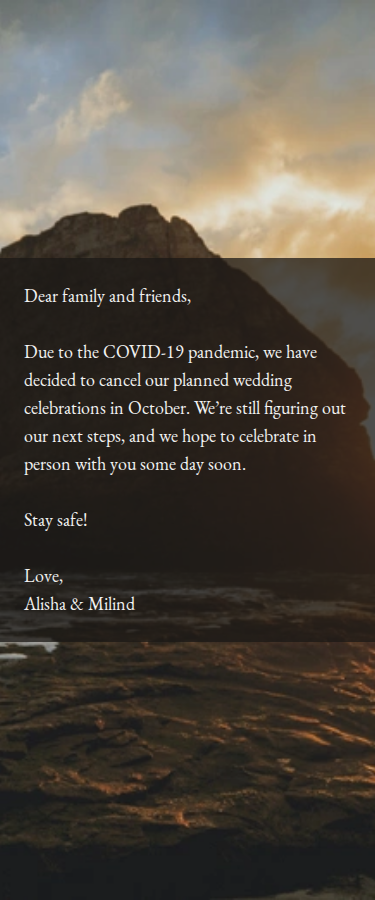 Dear family and friends,
Due to the COVID-19 pandemic, we have
decided to cancel our planned wedding
celebrations in October. We’re still figuring out
our next steps, and we hope to celebrate in
person with you some day soon.
Stay safe!
Love,
Alisha & Milind